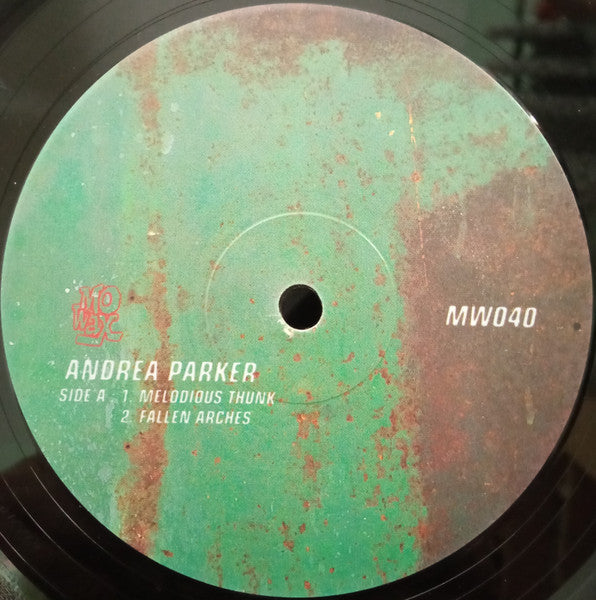 MO
WAX
MW040
ANDREA PARKER
SIDE A - 1. MELODIOUS THUNK
2. FALLEN ARCHES